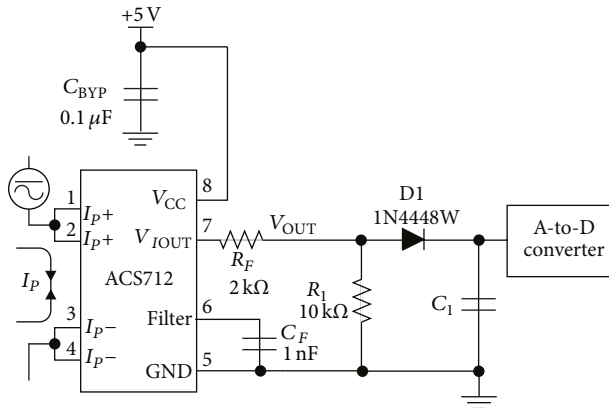 +5 V
C_BYP
0.1 μF
1
I_P+
2
I_P+
V_CC
8
V_IOUT
7
R_F
2 kΩ
V_OUT
D1
1N4448W
A-to-D
converter
I_P
ACS712
R_1
10 kΩ
C_1
3
I_P−
4
I_P−
Filter
6
C_F
1 nF
GND
5